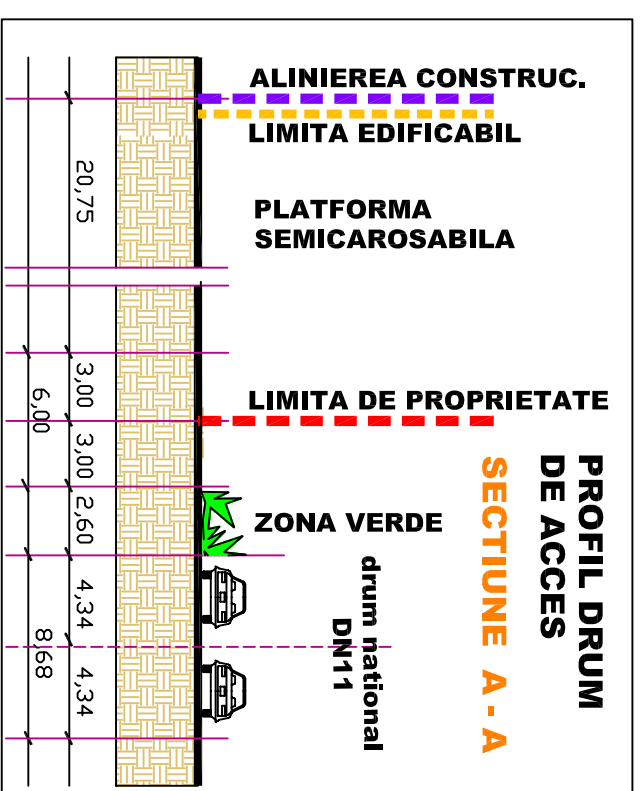 ALINIEREA CONSTRUC.
LIMITA EDIFICABIL
PLATFORMA
SEMICAROSABILA
LIMITA DE PROPRIETATE
ZONA VERDE
PROFIL DRUM
DE ACCES
SECTIUNE A - A
drum national
DN11
20,75
3,00
3,00
2,60
4,34
4,34
6,00
8,68